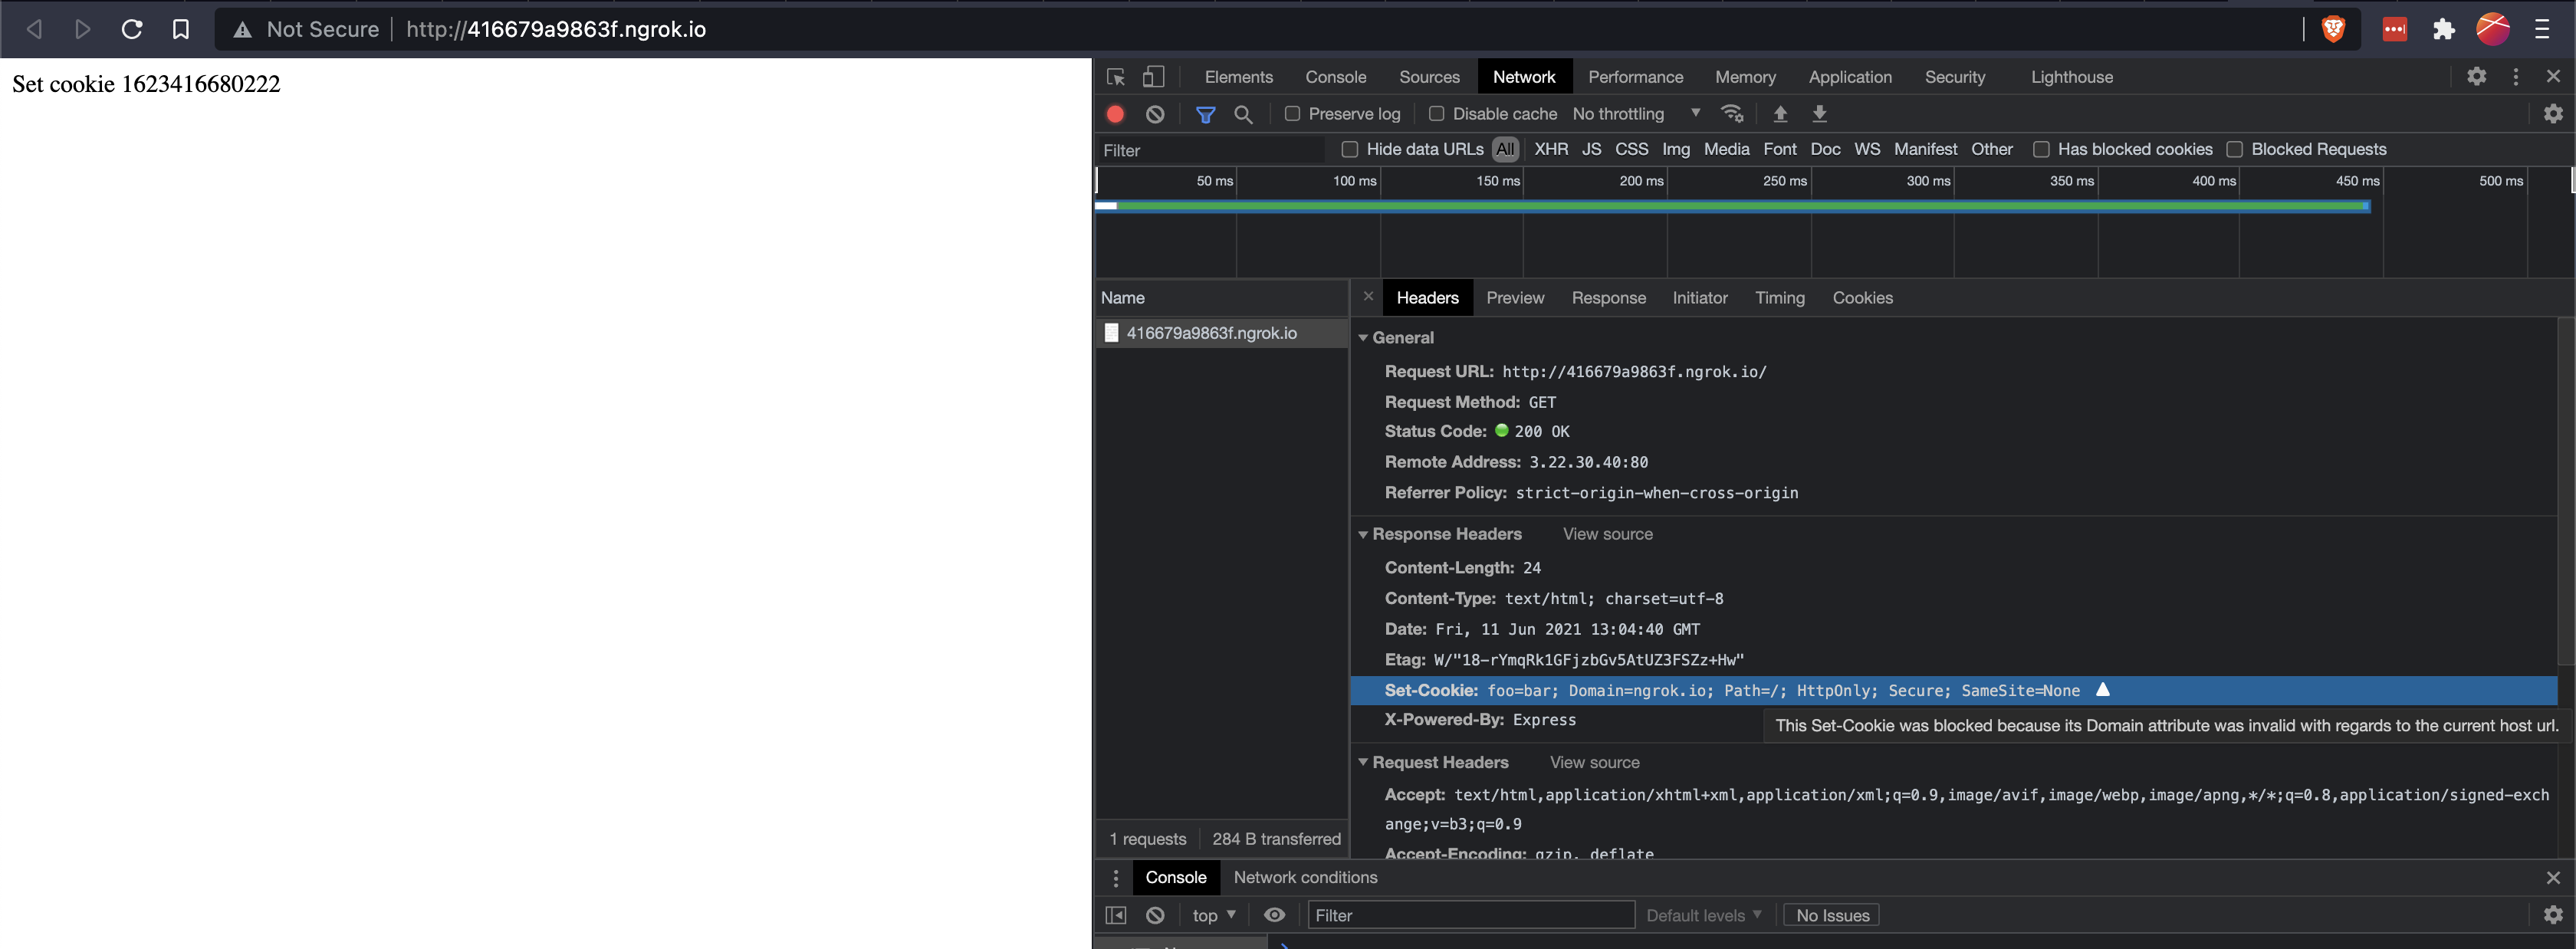 Not Secure http://416679a9863f.ngrok.io
Set cookie 1623416680222
Elements Console Sources Network Performance Memory Application Security Lighthouse
Preserve log Disable cache No throttling
Filter Hide data URLs All XHR JS CSS Img Media Font Doc WS Manifest Other Has blocked cookies Blocked Requests
50 ms 100 ms 150 ms 200 ms 250 ms 300 ms 350 ms 400 ms 450 ms 500 ms
Name
416679a9863f.ngrok.io
1 requests 284 B transferred
Headers Preview Response Initiator Timing Cookies
General
Request URL: http://416679a9863f.ngrok.io/
Request Method: GET
Status Code: 200 OK
Remote Address: 3.22.30.40:80
Referrer Policy: strict-origin-when-cross-origin
Response Headers View source
Content-Length: 24
Content-Type: text/html; charset=utf-8
Date: Fri, 11 Jun 2021 13:04:40 GMT
Etag: W/"18-rYmqRk1GFjzbGv5AtUZ3FSZz+Hw"
Set-Cookie: foo=bar; Domain=ngrok.io; Path=/; HttpOnly; Secure; SameSite=None
X-Powered-By: Express
This Set-Cookie was blocked because its Domain attribute was invalid with regards to the current host url.
Request Headers View source
Accept: text/html,application/xhtml+xml,application/xml;q=0.9,image/avif,image/webp,image/apng,*/*;q=0.8,application/signed-exch
ange;v=b3;q=0.9
Accept-Encoding: gzip, deflate
Console Network conditions
top Filter Default levels No Issues